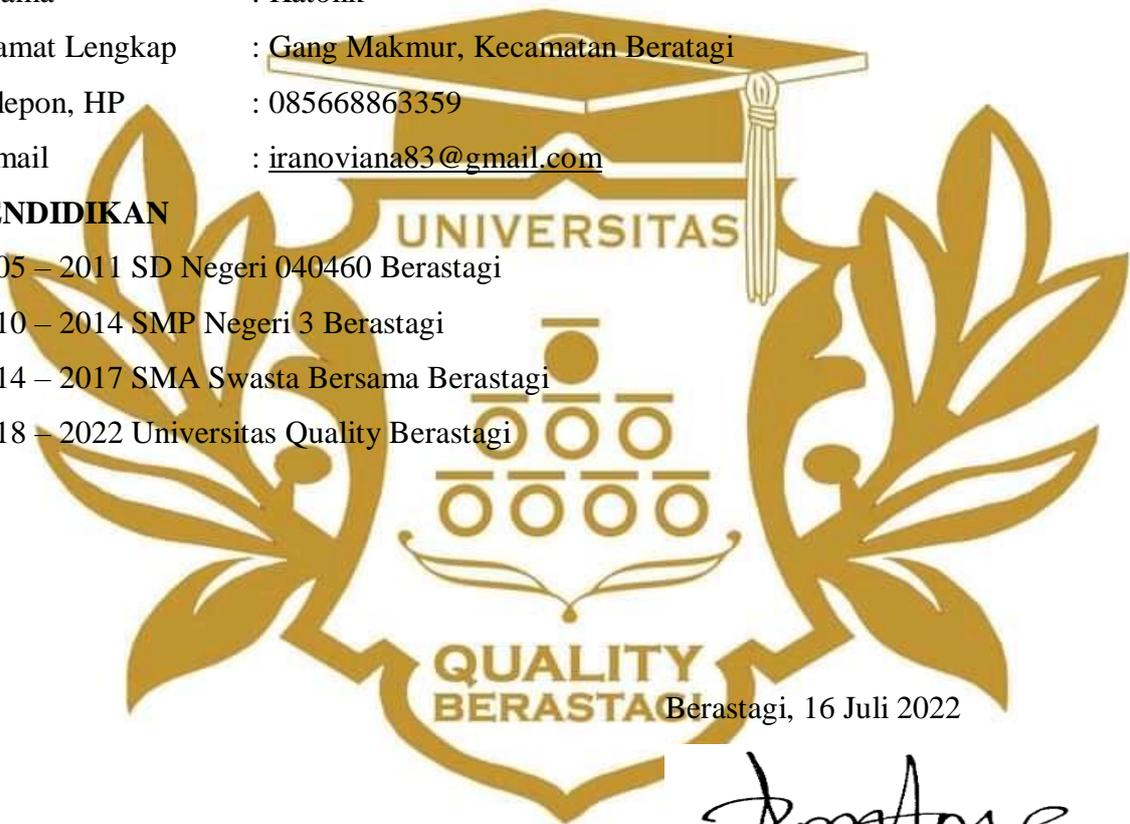 : Katolik
amat Lengkap : Gang Makmur, Kecamatan Beratagi
lepon, HP : 085668863359
mail : iranoviana83@gmail.com
ENDIDIKAN
05 – 2011 SD Negeri 040460 Berastagi
10 – 2014 SMP Negeri 3 Berastagi
14 – 2017 SMA Swasta Bersama Berastagi
18 – 2022 Universitas Quality Berastagi
UNIVERSITAS
QUALITY
BERASTAGI
Berastagi, 16 Juli 2022